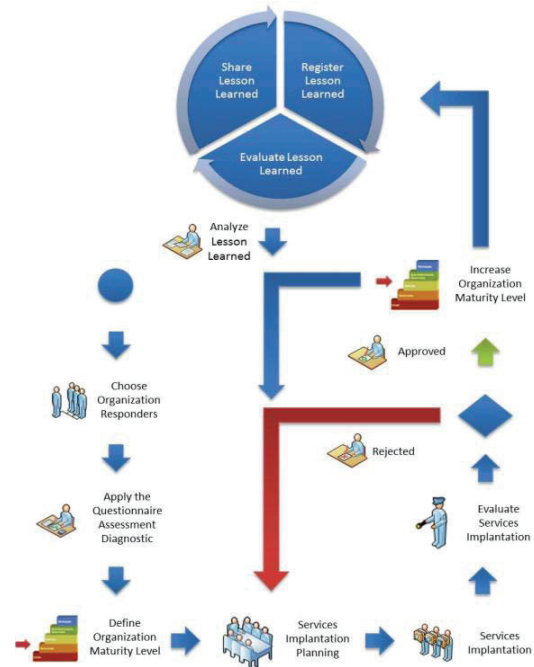 Share
Lesson
Learned
Register
Lesson
Learned
Evaluate Lesson
Learned
Analyze
Lesson
Learned
Increase
Organization
Maturity Level
Approved
Choose
Organization
Responders
Rejected
Apply the
Questionnaire
Assessment
Diagnostic
Evaluate
Services
Implantation
Define
Organization
Maturity Level
Services
Implantation
Planning
Services
Implantation